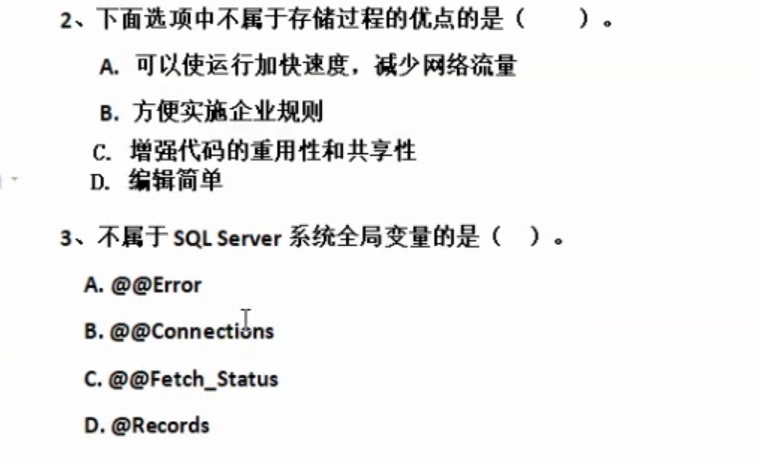 2、下面选项中不属于存储过程的优点的是（　　）。
A. 可以使运行加快速度，减少网络流量
B. 方便实施企业规则
C. 增强代码的重用性和共享性
D. 编辑简单
3、不属于 SQL Server 系统全局变量的是（　）。
A. @@Error
B. @@Connections
C. @@Fetch_Status
D. @Records